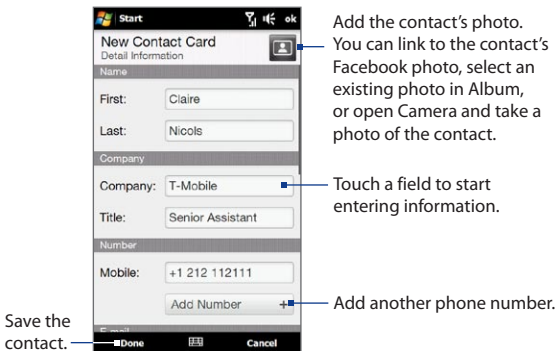 Start ok
New Contact Card
Detail Information
Name
First: Claire
Last: Nicols
Company
Company: T-Mobile
Title: Senior Assistant
Number
Mobile: +1 212 112111
Add Number +
E-mail
Done Cancel
Add the contact's photo.
You can link to the contact's
Facebook photo, select an
existing photo in Album,
or open Camera and take a
photo of the contact.
Touch a field to start
entering information.
Add another phone number.
Save the
contact.